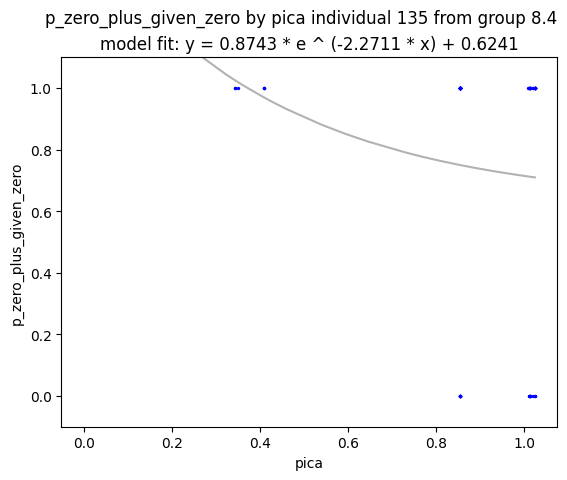 p_zero_plus_given_zero by pica individual 135 from group 8.4
model fit: y = 0.8743 * e ^ (-2.2711 * x) + 0.6241
1.0
0.8
0.6
0.4
0.2
0.0
p_zero_plus_given_zero
0.0 0.2 0.4 0.6 0.8 1.0
pica